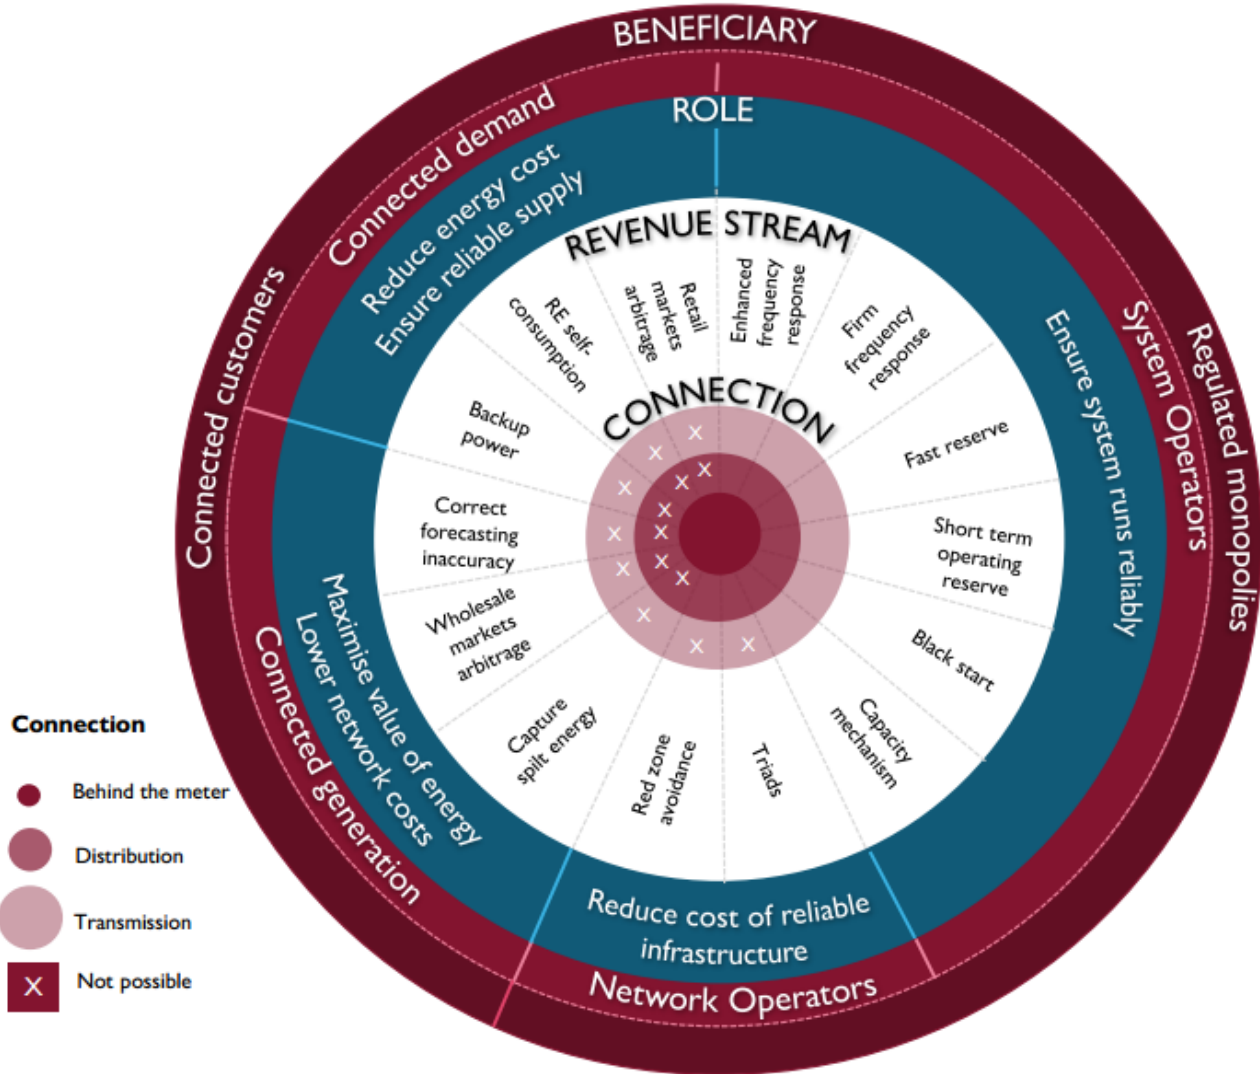 BENEFICIARY
ROLE
REVENUE STREAM
CONNECTION
Connected customers
Connected demand
Reduce energy cost
Ensure reliable supply
Regulated monopolies
System Operators
Ensure system runs reliably
Enhanced
frequency
response
Firm
frequency
response
Fast reserve
Short term
operating
reserve
Black start
Capacity
mechanism
Triads
Red zone
avoidance
Capture
spilt energy
Wholesale
markets
arbitrage
Correct
forecasting
inaccuracy
Backup
power
RE self-
consumption
Retail
markets
arbitrage
X
X
X
X
X
X
X
X
X
X
X
X
X
X
Connected generation
Maximise value of energy
Lower network costs
Reduce cost of reliable
infrastructure
Network Operators
Connection
Behind the meter
Distribution
Transmission
X Not possible